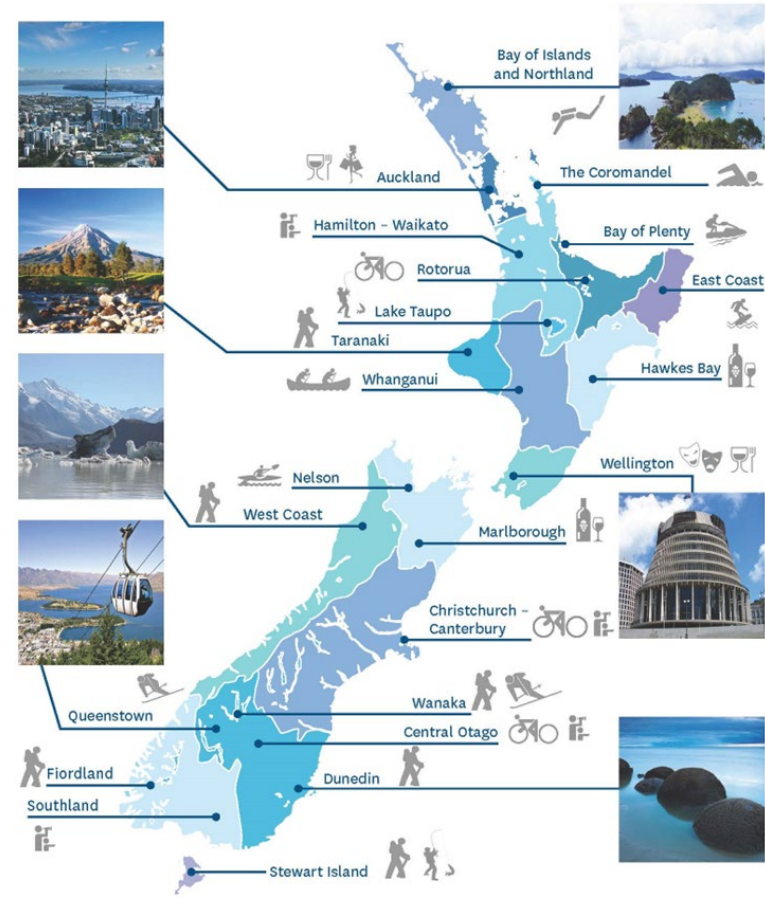 Bay of Islands
and Northland
Auckland
The Coromandel
Hamilton – Waikato
Bay of Plenty
Rotorua
East Coast
Lake Taupo
Taranaki
Hawkes Bay
Whanganui
Wellington
Nelson
West Coast
Marlborough
Christchurch –
Canterbury
Wanaka
Queenstown
Central Otago
Fiordland
Dunedin
Southland
Stewart Island